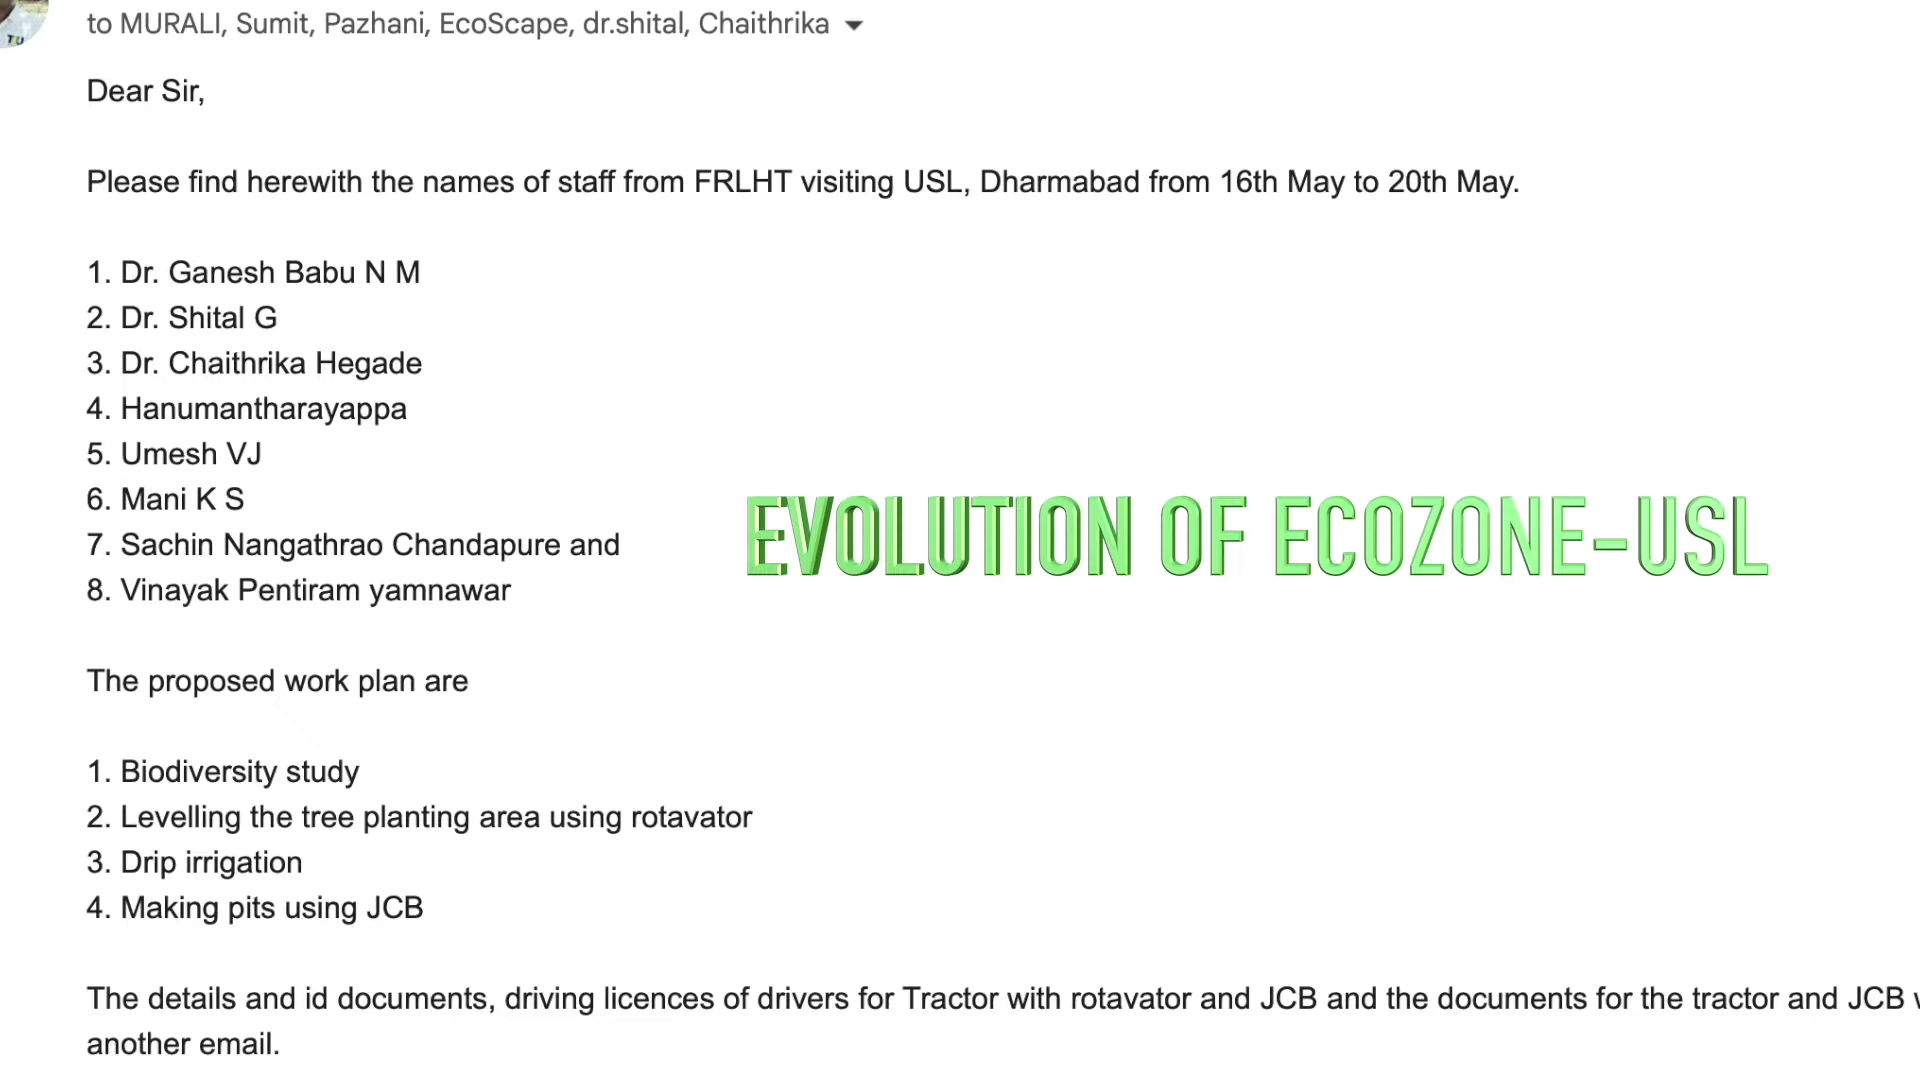 to MURALI, Sumit, Pazhani, EcoScape, dr.shital, Chaithrika
Dear Sir,
Please find herewith the names of staff from FRLHT visiting USL, Dharmabad from 16th May to 20th May.
1. Dr. Ganesh Babu N M
2. Dr. Shital G
3. Dr. Chaithrika Hegade
4. Hanumantharayappa
5. Umesh VJ
6. Mani K S
7. Sachin Nangathrao Chandapure and
8. Vinayak Pentiram yamnawar
EVOLUTION OF ECOZONE-USL
The proposed work plan are
1. Biodiversity study
2. Levelling the tree planting area using rotavator
3. Drip irrigation
4. Making pits using JCB
The details and id documents, driving licences of drivers for Tractor with rotavator and JCB and the documents for the tractor and JCB
another email.